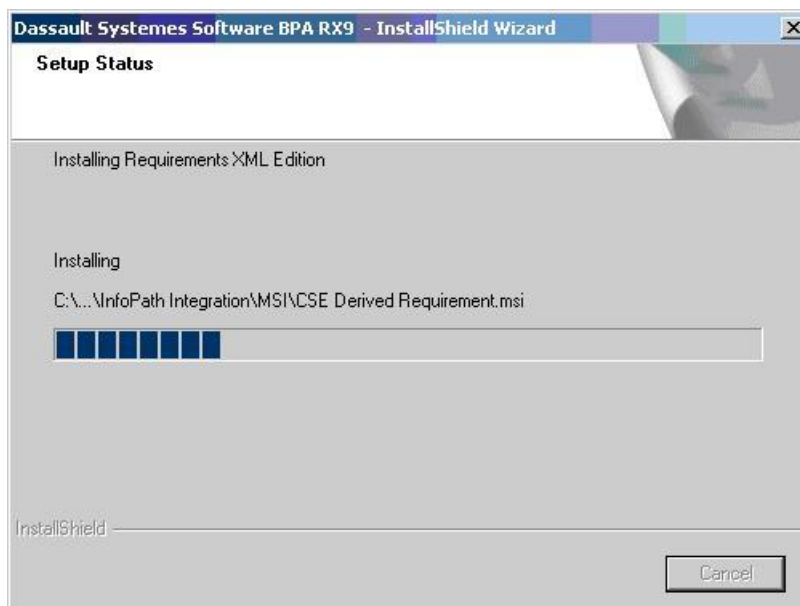 Dassault Systemes Software BPA RX9 - InstallShield Wizard
Setup Status
Installing Requirements XML Edition
Installing
C:\...\InfoPath Integration\MSI\CSE Derived Requirement.msi
InstallShield
Cancel